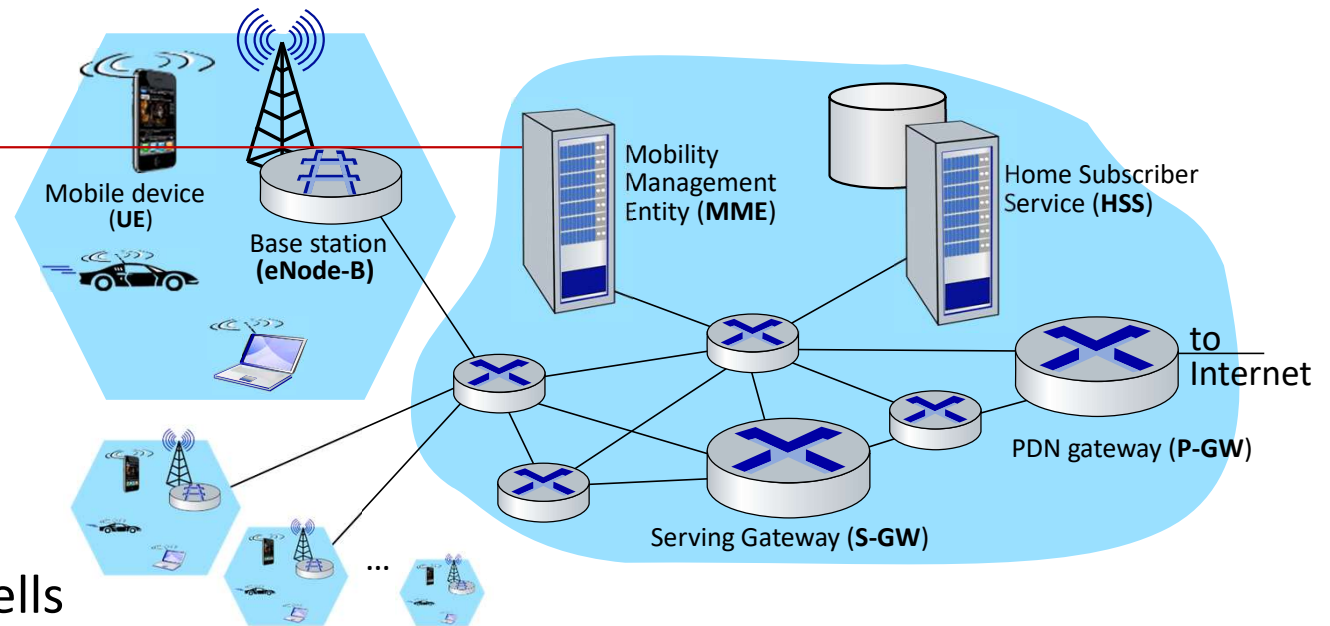 Mobile device
(UE)
Base station
(eNode-B)
Mobility
Management
Entity (MME)
Home Subscriber
Service (HSS)
to
Internet
PDN gateway (P-GW)
Serving Gateway (S-GW)
...
ells